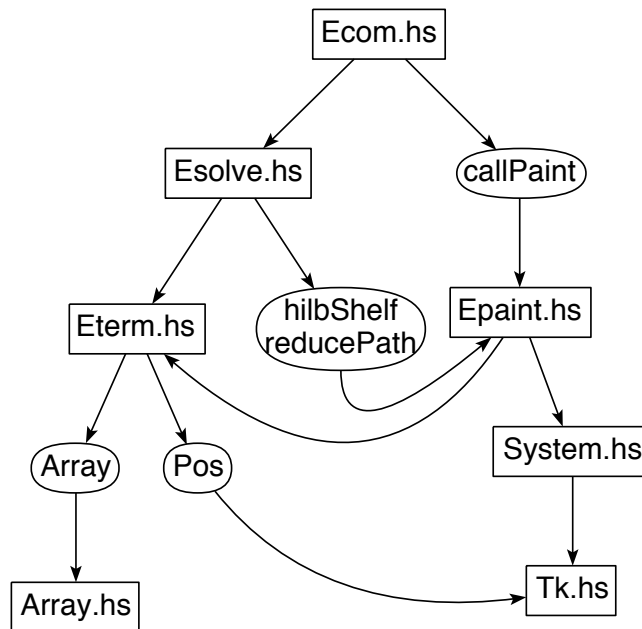 Ecom.hs
Esolve.hs
callPaint
Eterm.hs
hilbShelf
reducePath
Epaint.hs
Array
Pos
System.hs
Array.hs
Tk.hs